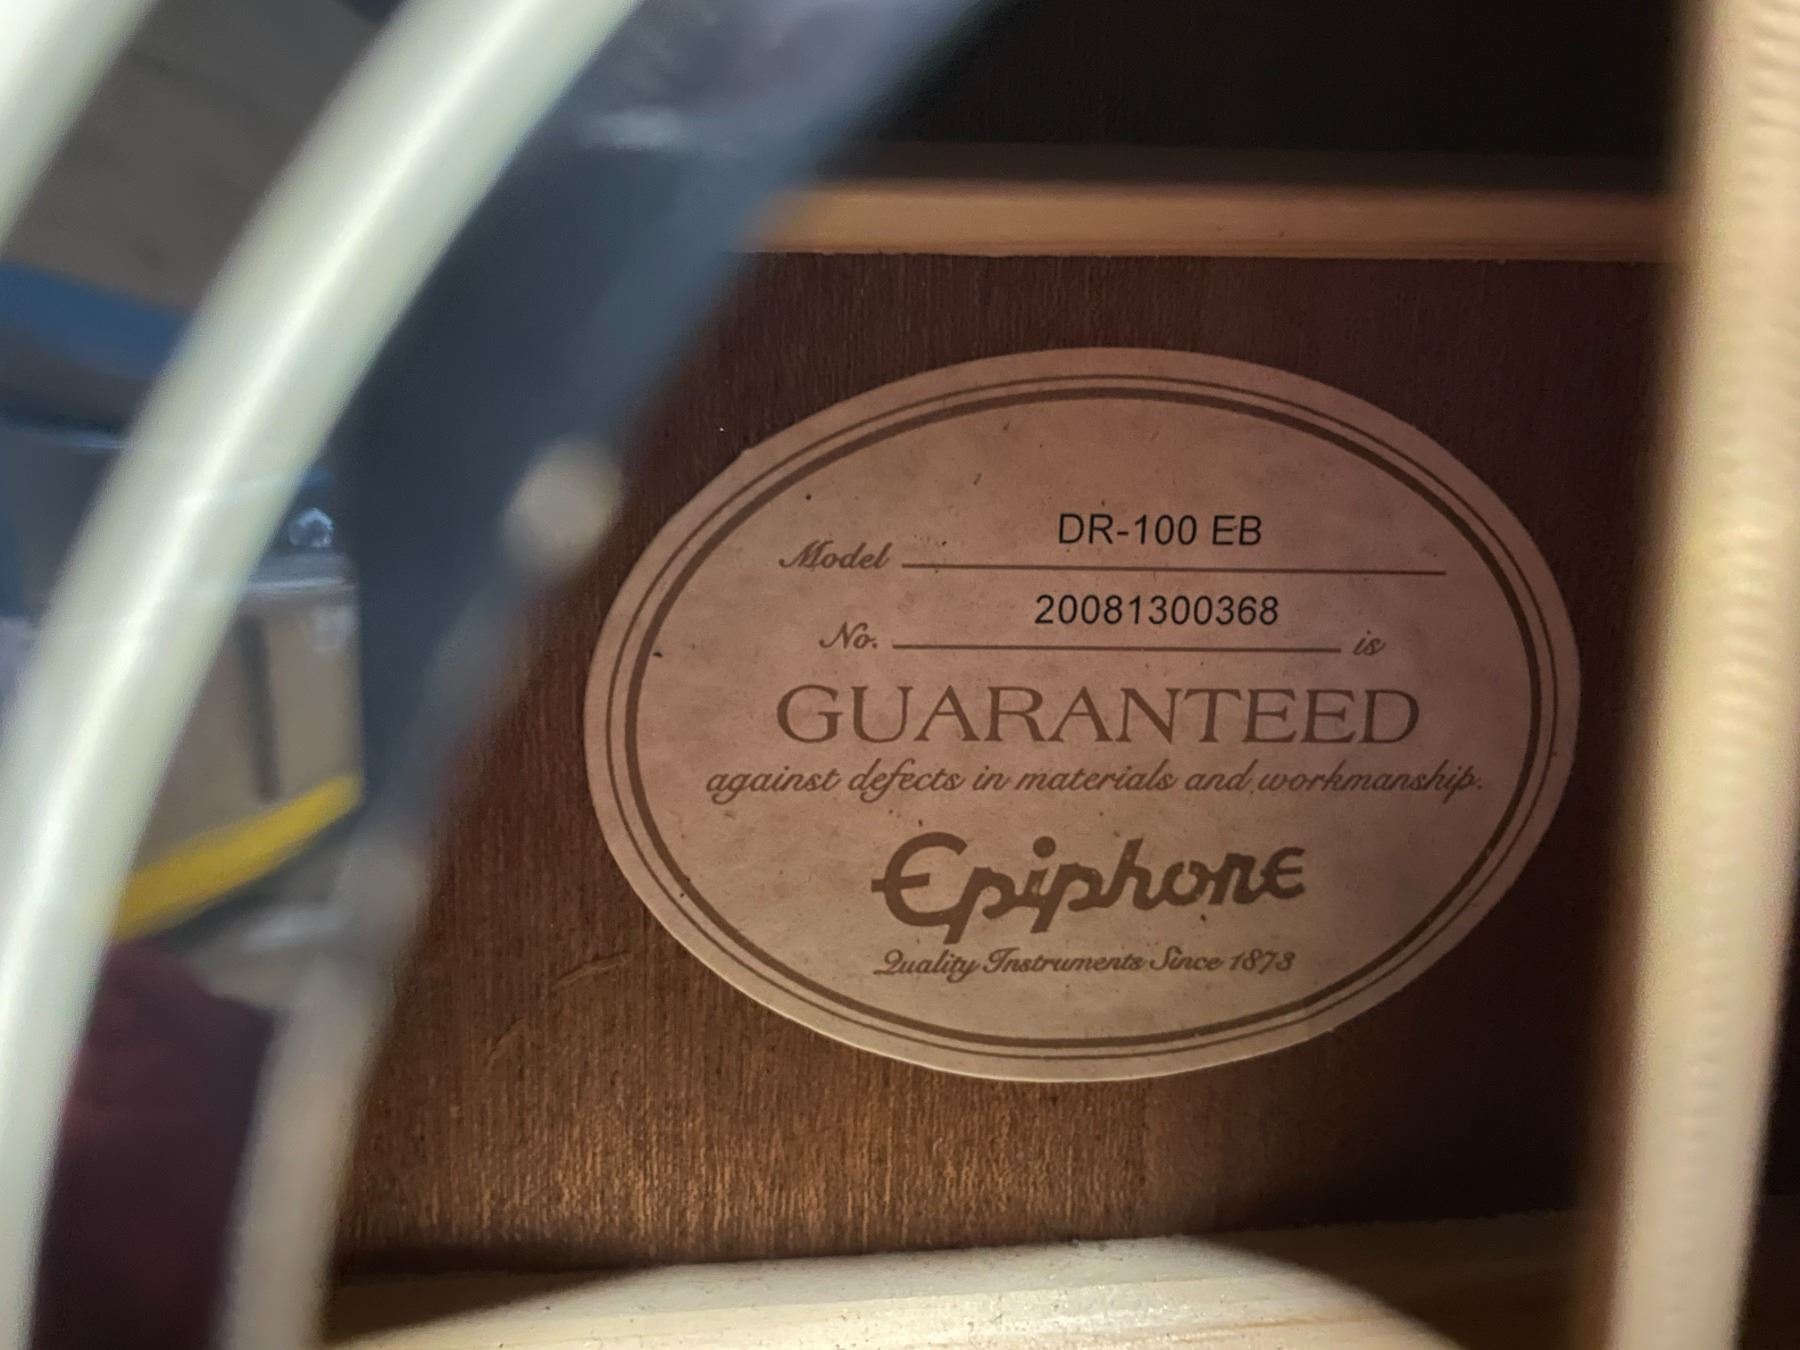 Model DR-100 EB
No. 20081300368 is
GUARANTEED
against defects in materials and workmanship.
Epiphone
Quality Instruments Since 1873